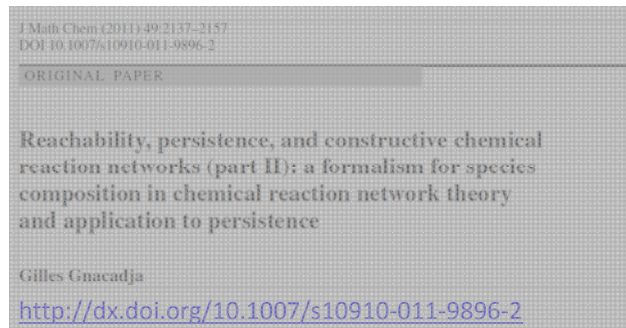 J Math Chem (2011) 49:2137–2157
DOI 10.1007/s10910-011-9896-2
ORIGINAL PAPER
Reachability, persistence, and constructive chemical
reaction networks (part II): a formalism for species
composition in chemical reaction network theory
and application to persistence
Gilles Gnacadja
http://dx.doi.org/10.1007/s10910-011-9896-2